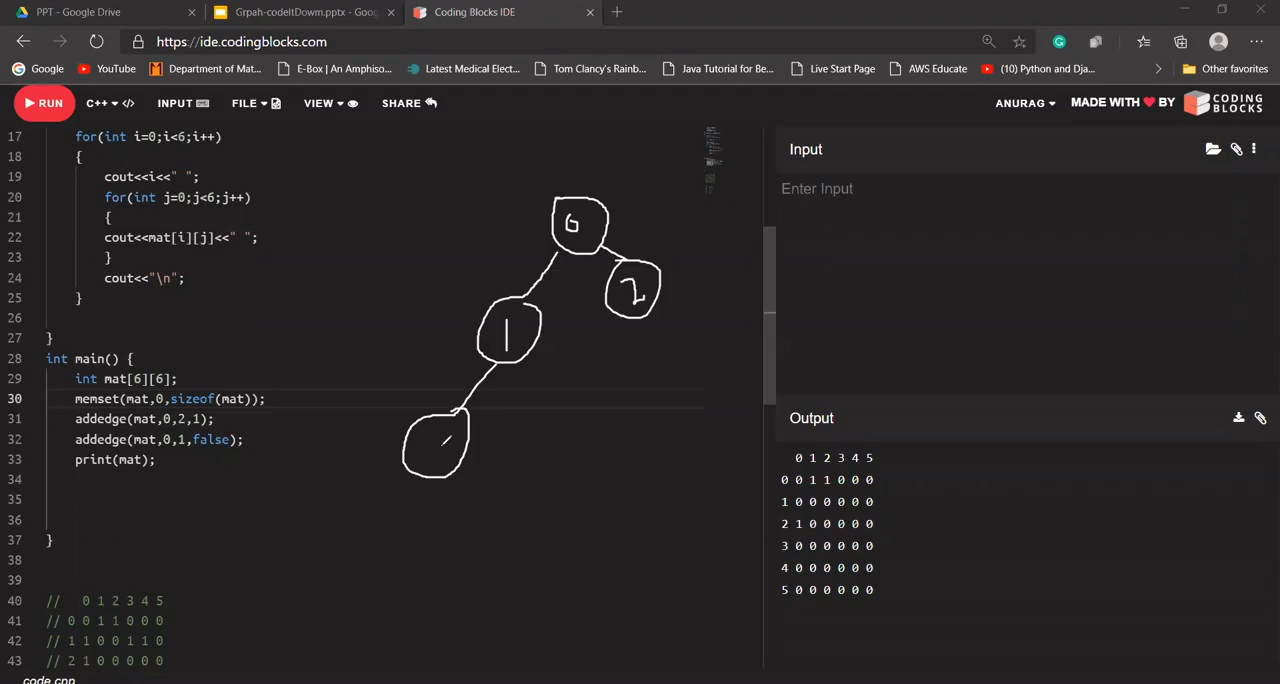 PPT - Google Drive
Grpah-codeItDowm.pptx - Goog
Coding Blocks IDE
https://ide.codingblocks.com
Google
YouTube
Department of Mat...
E-Box | An Amphiso...
Latest Medical Elect...
Tom Clancy's Rainb...
Java Tutorial for Be...
Live Start Page
AWS Educate
(10) Python and Dja...
Other favorites
RUN
C++
INPUT
FILE
VIEW
SHARE
ANURAG
MADE WITH BY
CODING
BLOCKS
17 for(int i=0;i<6;i++)
18 {
19 cout<<i<<" ";
20 for(int j=0;j<6;j++)
21 {
22 cout<<mat[i][j]<<" ";
23 }
24 cout<<"\n";
25 }
26
27 }
28 int main() {
29 int mat[6][6];
30 memset(mat,0,sizeof(mat));
31 addedge(mat,0,2,1);
32 addedge(mat,0,1,false);
33 print(mat);
34
35
36
37 }
38
39
40 // 0 1 2 3 4 5
41 // 0 0 1 1 0 0 0
42 // 1 1 0 0 1 1 0
43 // 2 1 0 0 0 0 0
code.cpp
0
2
1
Input
Enter Input
Output
0 1 2 3 4 5
0 0 1 1 0 0 0
1 0 0 0 0 0 0
2 1 0 0 0 0 0
3 0 0 0 0 0 0
4 0 0 0 0 0 0
5 0 0 0 0 0 0